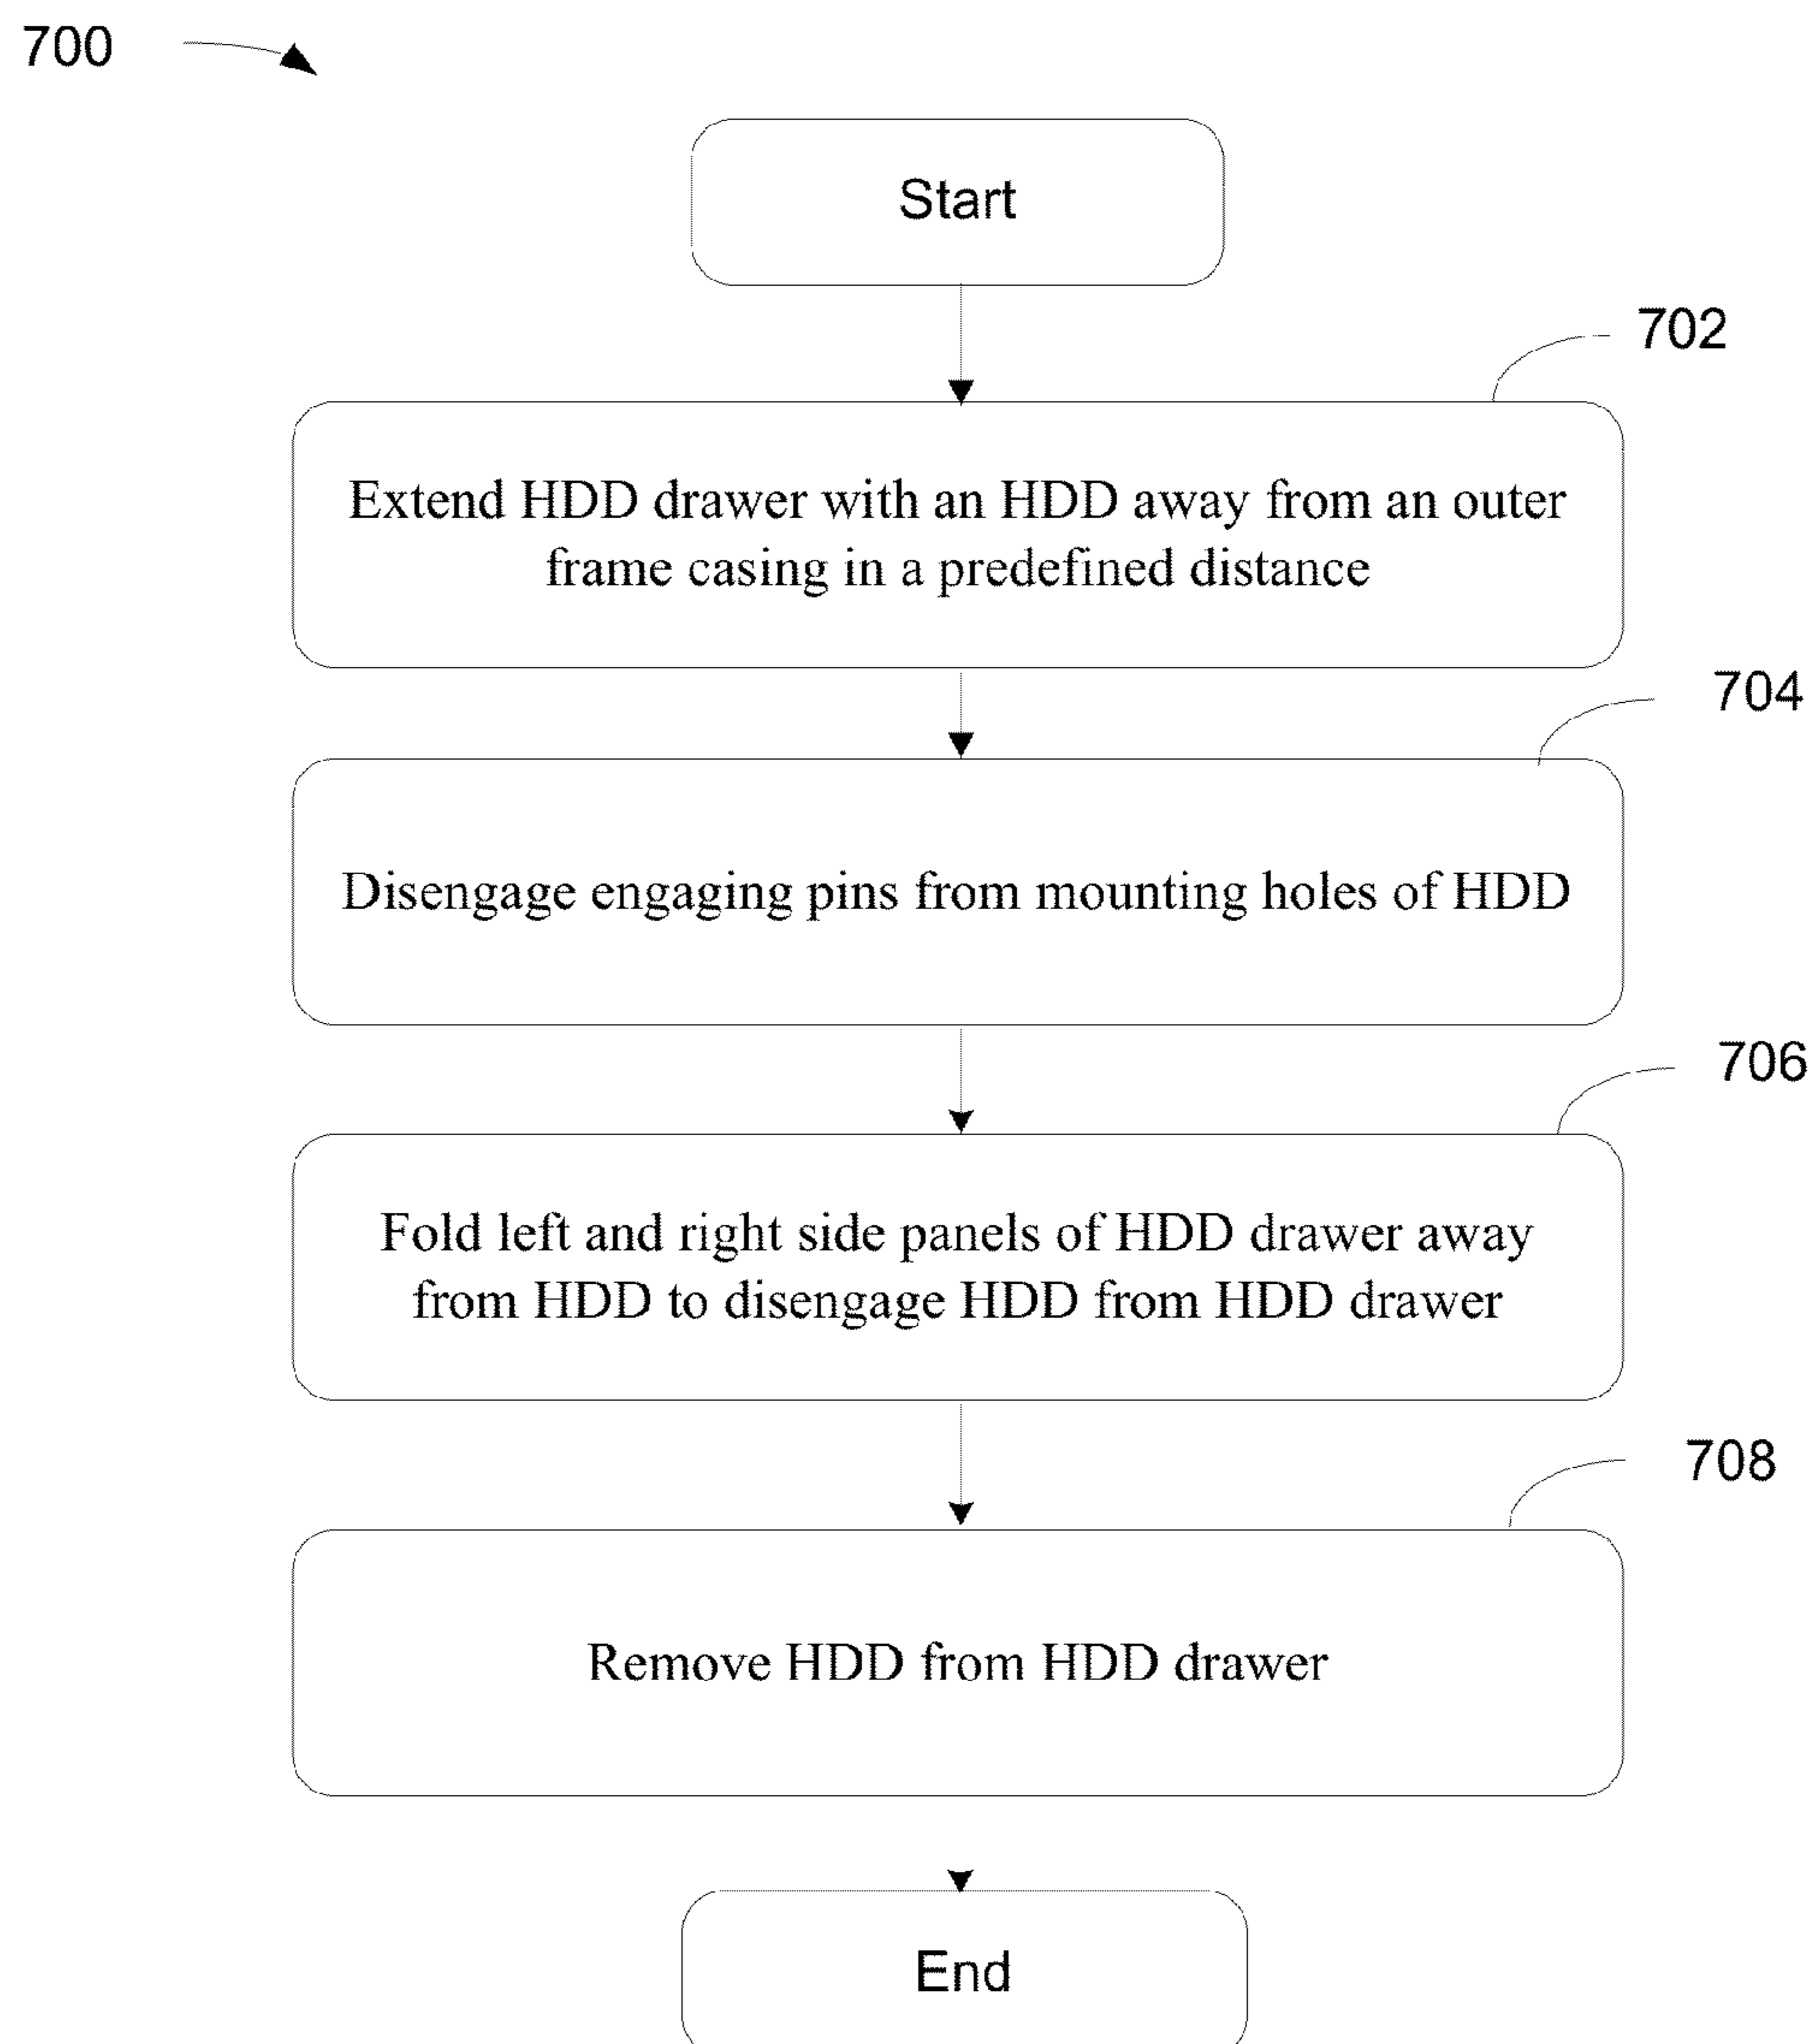 700
Start
702
Extend HDD drawer with an HDD away from an outer
frame casing in a predefined distance
704
Disengage engaging pins from mounting holes of HDD
706
Fold left and right side panels of HDD drawer away
from HDD to disengage HDD from HDD drawer
708
Remove HDD from HDD drawer
End